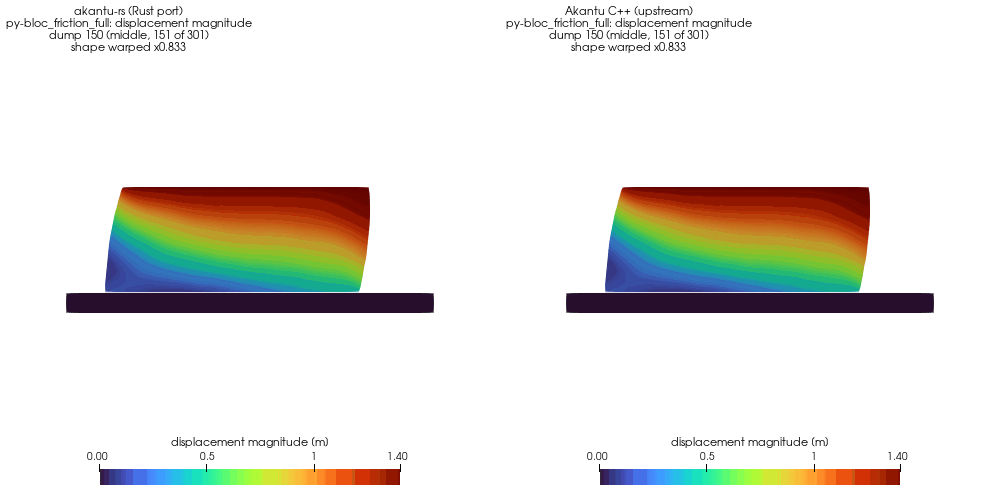 akantu-rs (Rust port)
py-bloc_friction_full: displacement magnitude
dump 150 (middle, 151 of 301)
shape warped x0.833
displacement magnitude (m)
0.00 0.5 1 1.40
Akantu C++ (upstream)
py-bloc_friction_full: displacement magnitude
dump 150 (middle, 151 of 301)
shape warped x0.833
displacement magnitude (m)
0.00 0.5 1 1.40